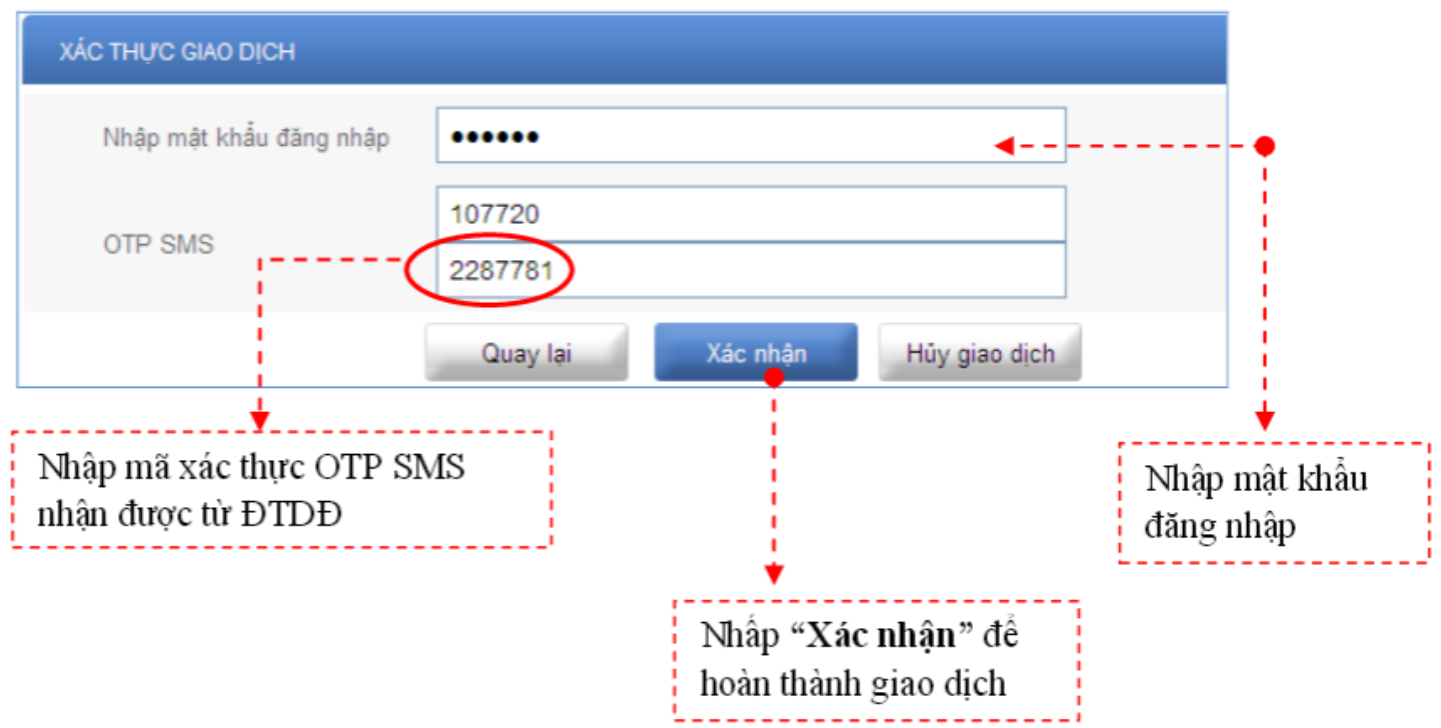 XÁC THỰC GIAO DỊCH
Nhập mật khẩu đăng nhập
••••••
OTP SMS
107720
2287781
Quay lại
Xác nhận
Hủy giao dịch
Nhập mã xác thực OTP SMS
nhận được từ ĐTDĐ
Nhập mật khẩu
đăng nhập
Nhấp “Xác nhận” để
hoàn thành giao dịch